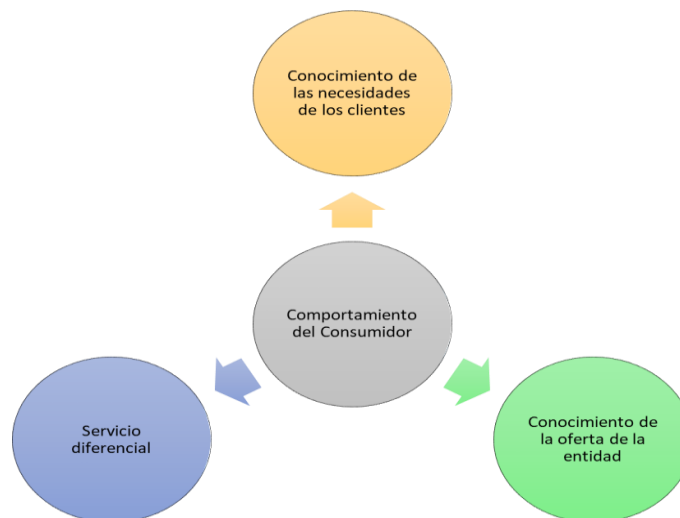 Conocimiento de
las necesidades
de los clientes
Comportamiento
del Consumidor
Servicio
diferencial
Conocimiento de
la oferta de la
entidad